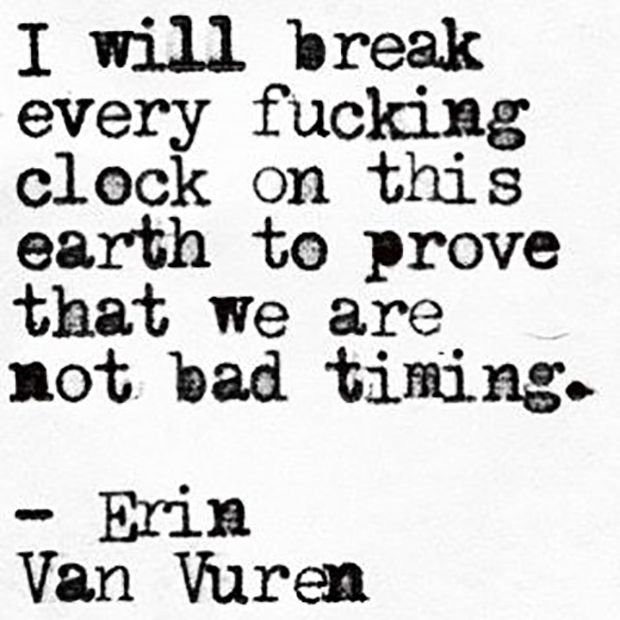 I will break
every fucking
clock on this
earth to prove
that we are
not bad timing.
- Erin
Van Vuren